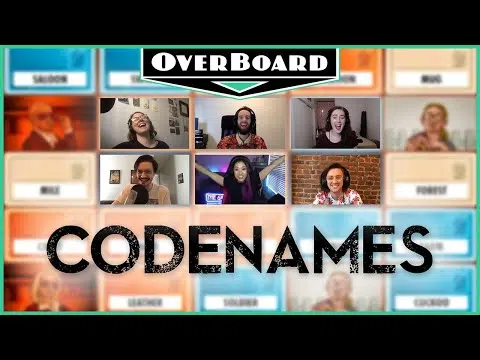 OVERBOARD
SALOON
MUG
MILE
FOREST
CODENAMES
LEATHER
SOLDIER
CUCKOO